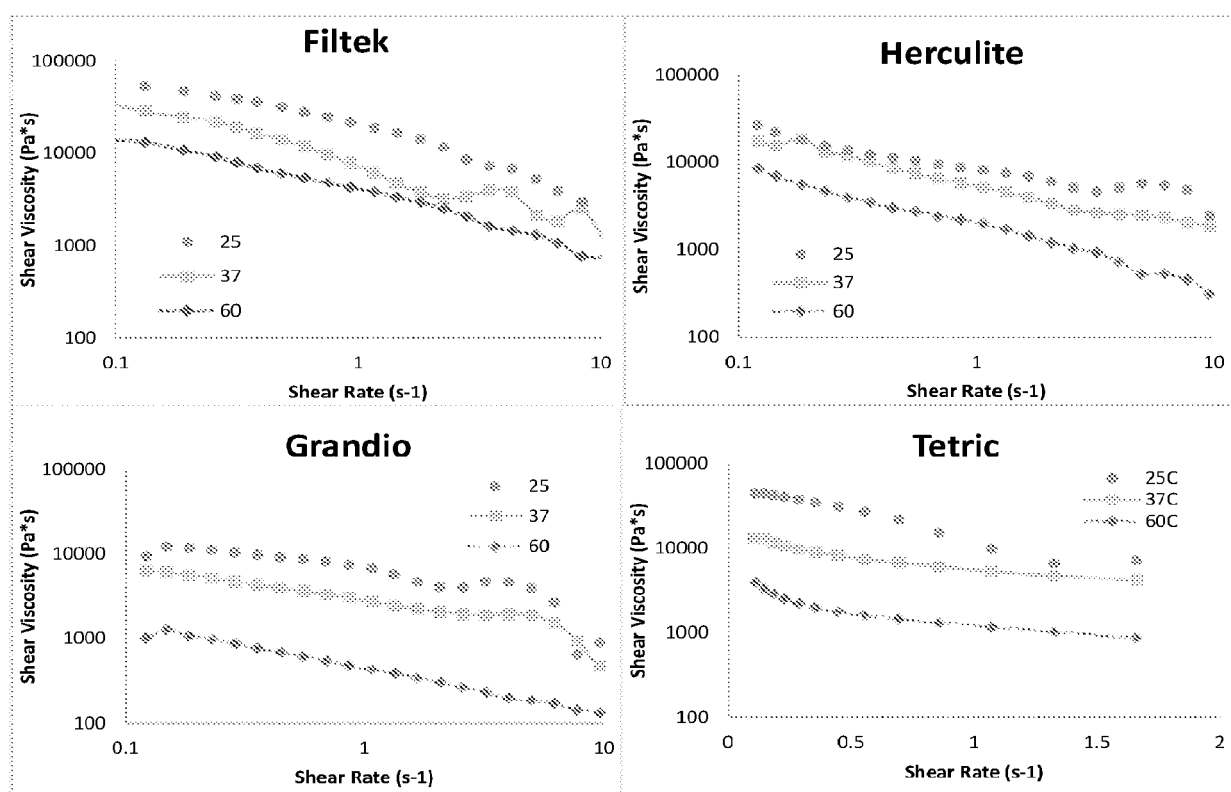 Filtek
100000
10000
1000
100
0.1
1
10
Shear Viscosity (Pa*s)
Shear Rate (s-1)
25
37
60
Herculite
100000
10000
1000
100
0.1
1
10
Shear Viscosity (Pa*s)
Shear Rate (s-1)
25
37
60
Grandio
100000
10000
1000
100
0.1
1
10
Shear Viscosity (Pa*s)
Shear Rate (s-1)
25
37
60
Tetric
100000
10000
1000
100
0
0.5
1
1.5
2
Shear Viscosity (Pa*s)
Shear Rate (s-1)
25C
37C
60C